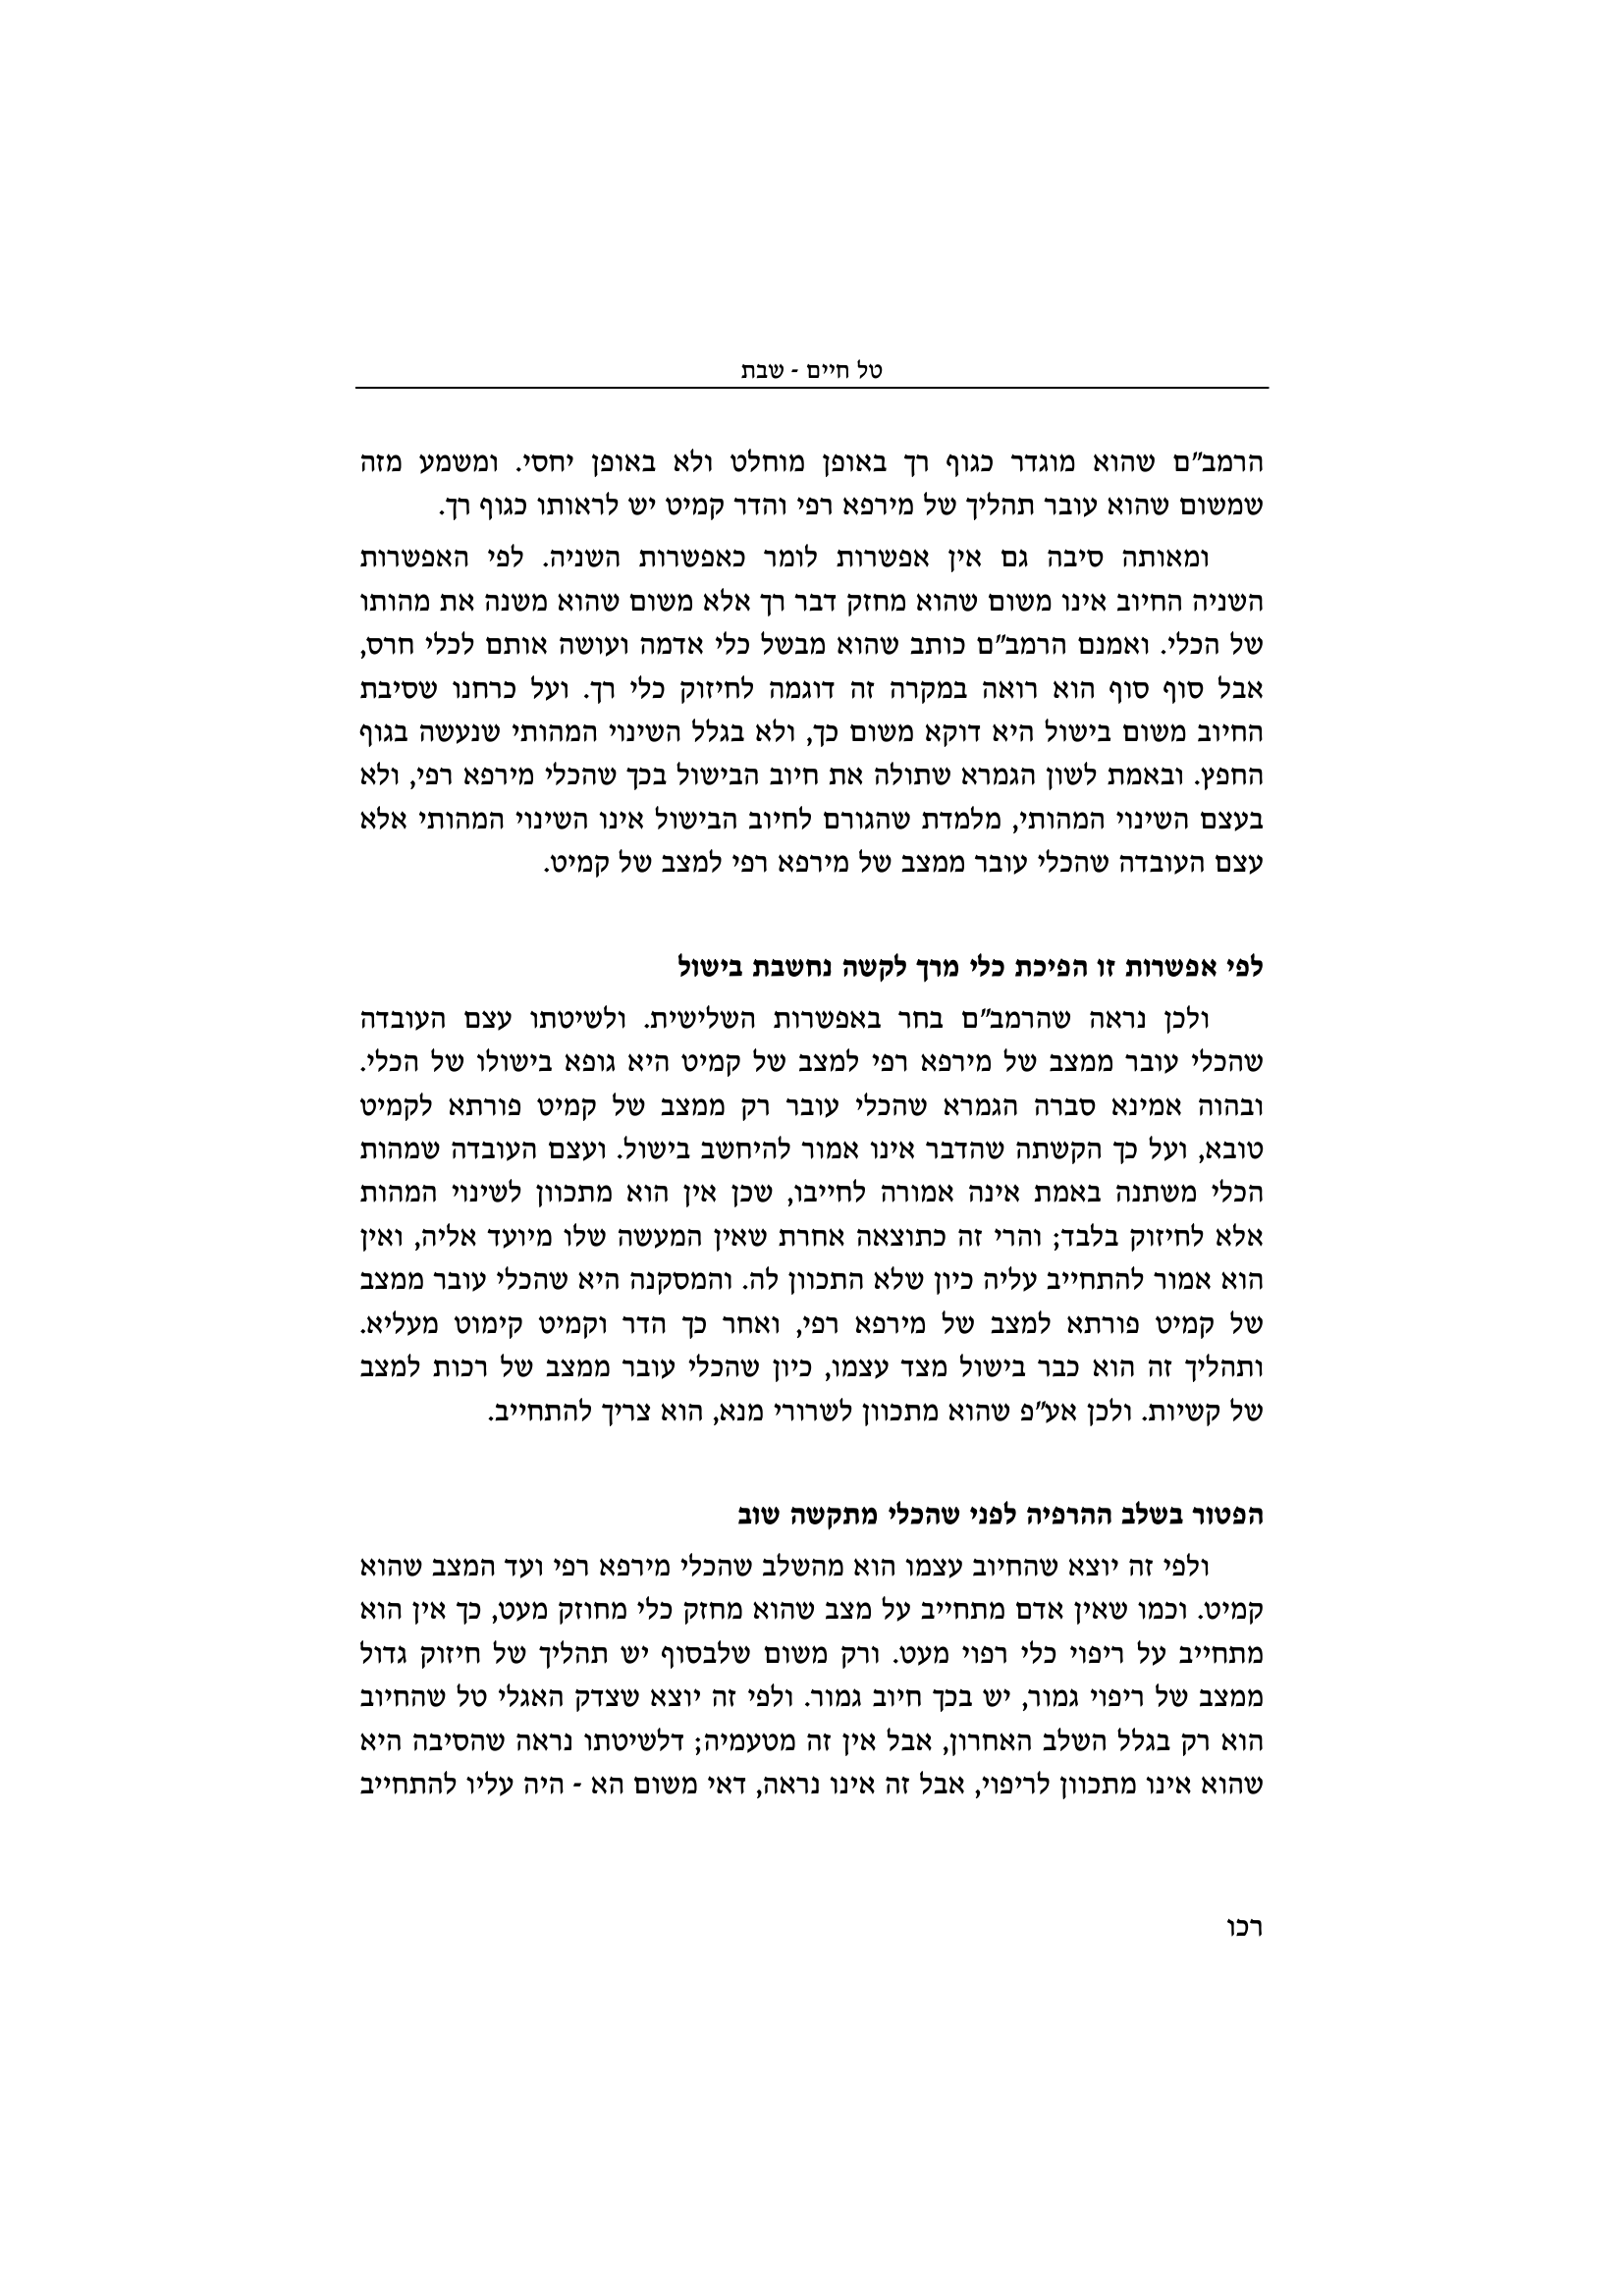 טל חיים - שבת
הרמב"ם שהוא מוגדר כגוף רך באופן מוחלט ולא באופן יחסי. ומשמע מזה
שמשום שהוא עובר תהליך של מירפא רפי והדר קמיט יש לראותו כגוף רך.
ומאותה סיבה גם אין אפשרות לומר כאפשרות השניה. לפי האפשרות
השניה החיוב אינו משום שהוא מחזק דבר רך אלא משום שהוא משנה את מהותו
של הכלי. ואמנם הרמב"ם כותב שהוא מבשל כלי אדמה ועושה אותם לכלי חרס,
אבל סוף סוף הוא רואה במקרה זה דוגמה לחיזוק כלי רך. ועל כרחנו שסיבת
החיוב משום בישול היא דוקא משום כך, ולא בגלל השינוי המהותי שנעשה בגוף
החפץ. ובאמת לשון הגמרא שתולה את חיוב הבישול בכך שהכלי מירפא רפי, ולא
בעצם השינוי המהותי, מלמדת שהגורם לחיוב הבישול אינו השינוי המהותי אלא
עצם העובדה שהכלי עובר ממצב של מירפא רפי למצב של קמיט.
לפי אפשרות זו הפיכת כלי מרך לקשה נחשבת בישול
ולכן נראה שהרמב"ם בחר באפשרות השלישית. ולשיטתו עצם העובדה
שהכלי עובר ממצב של מירפא רפי למצב של קמיט היא גופא בישולו של הכלי.
ובהוה אמינא סברה הגמרא שהכלי עובר רק ממצב של קמיט פורתא לקמיט
טובא, ועל כך הקשתה שהדבר אינו אמור להיחשב בישול. ועצם העובדה שמהות
הכלי משתנה באמת אינה אמורה לחייבו, שכן אין הוא מתכוון לשינוי המהות
אלא לחיזוק בלבד; והרי זה כתוצאה אחרת שאין המעשה שלו מיועד אליה, ואין
הוא אמור להתחייב עליה כיון שלא התכוון לה. והמסקנה היא שהכלי עובר ממצב
של קמיט פורתא למצב של מירפא רפי, ואחר כך הדר וקמיט קימוט מעליא.
ותהליך זה הוא כבר בישול מצד עצמו, כיון שהכלי עובר ממצב של רכות למצב
של קשיות. ולכן אע"פ שהוא מתכוון לשרורי מנא, הוא צריך להתחייב.
הפטור בשלב ההרפיה לפני שהכלי מתקשה שוב
ולפי זה יוצא שהחיוב עצמו הוא מהשלב שהכלי מירפא רפי ועד המצב שהוא
קמיט. וכמו שאין אדם מתחייב על מצב שהוא מחזק כלי מחוזק מעט, כך אין הוא
מתחייב על ריפוי כלי רפוי מעט. ורק משום שלבסוף יש תהליך של חיזוק גדול
ממצב של ריפוי גמור, יש בכך חיוב גמור. ולפי זה יוצא שצדק האגלי טל שהחיוב
הוא רק בגלל השלב האחרון, אבל אין זה מטעמיה; דלשיטתו נראה שהסיבה היא
שהוא אינו מתכוון לריפוי, אבל זה אינו נראה, דאי משום הא - היה עליו להתחייב
רכו